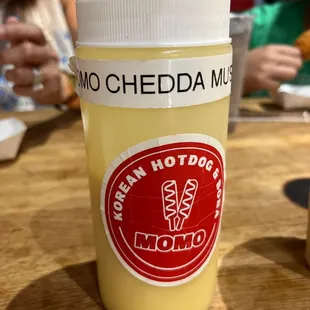 MOMO CHEDDA MUS
KOREAN HOTDOG & BOBA
MOMO